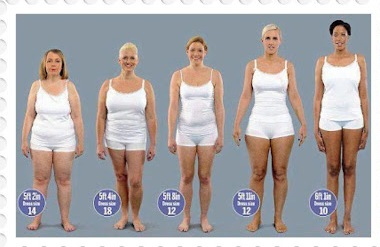 5ft 2in
Dress size
14
5ft 4in
Dress size
18
5ft 8in
Dress size
12
5ft 11in
Dress size
12
6ft 1in
Dress size
10